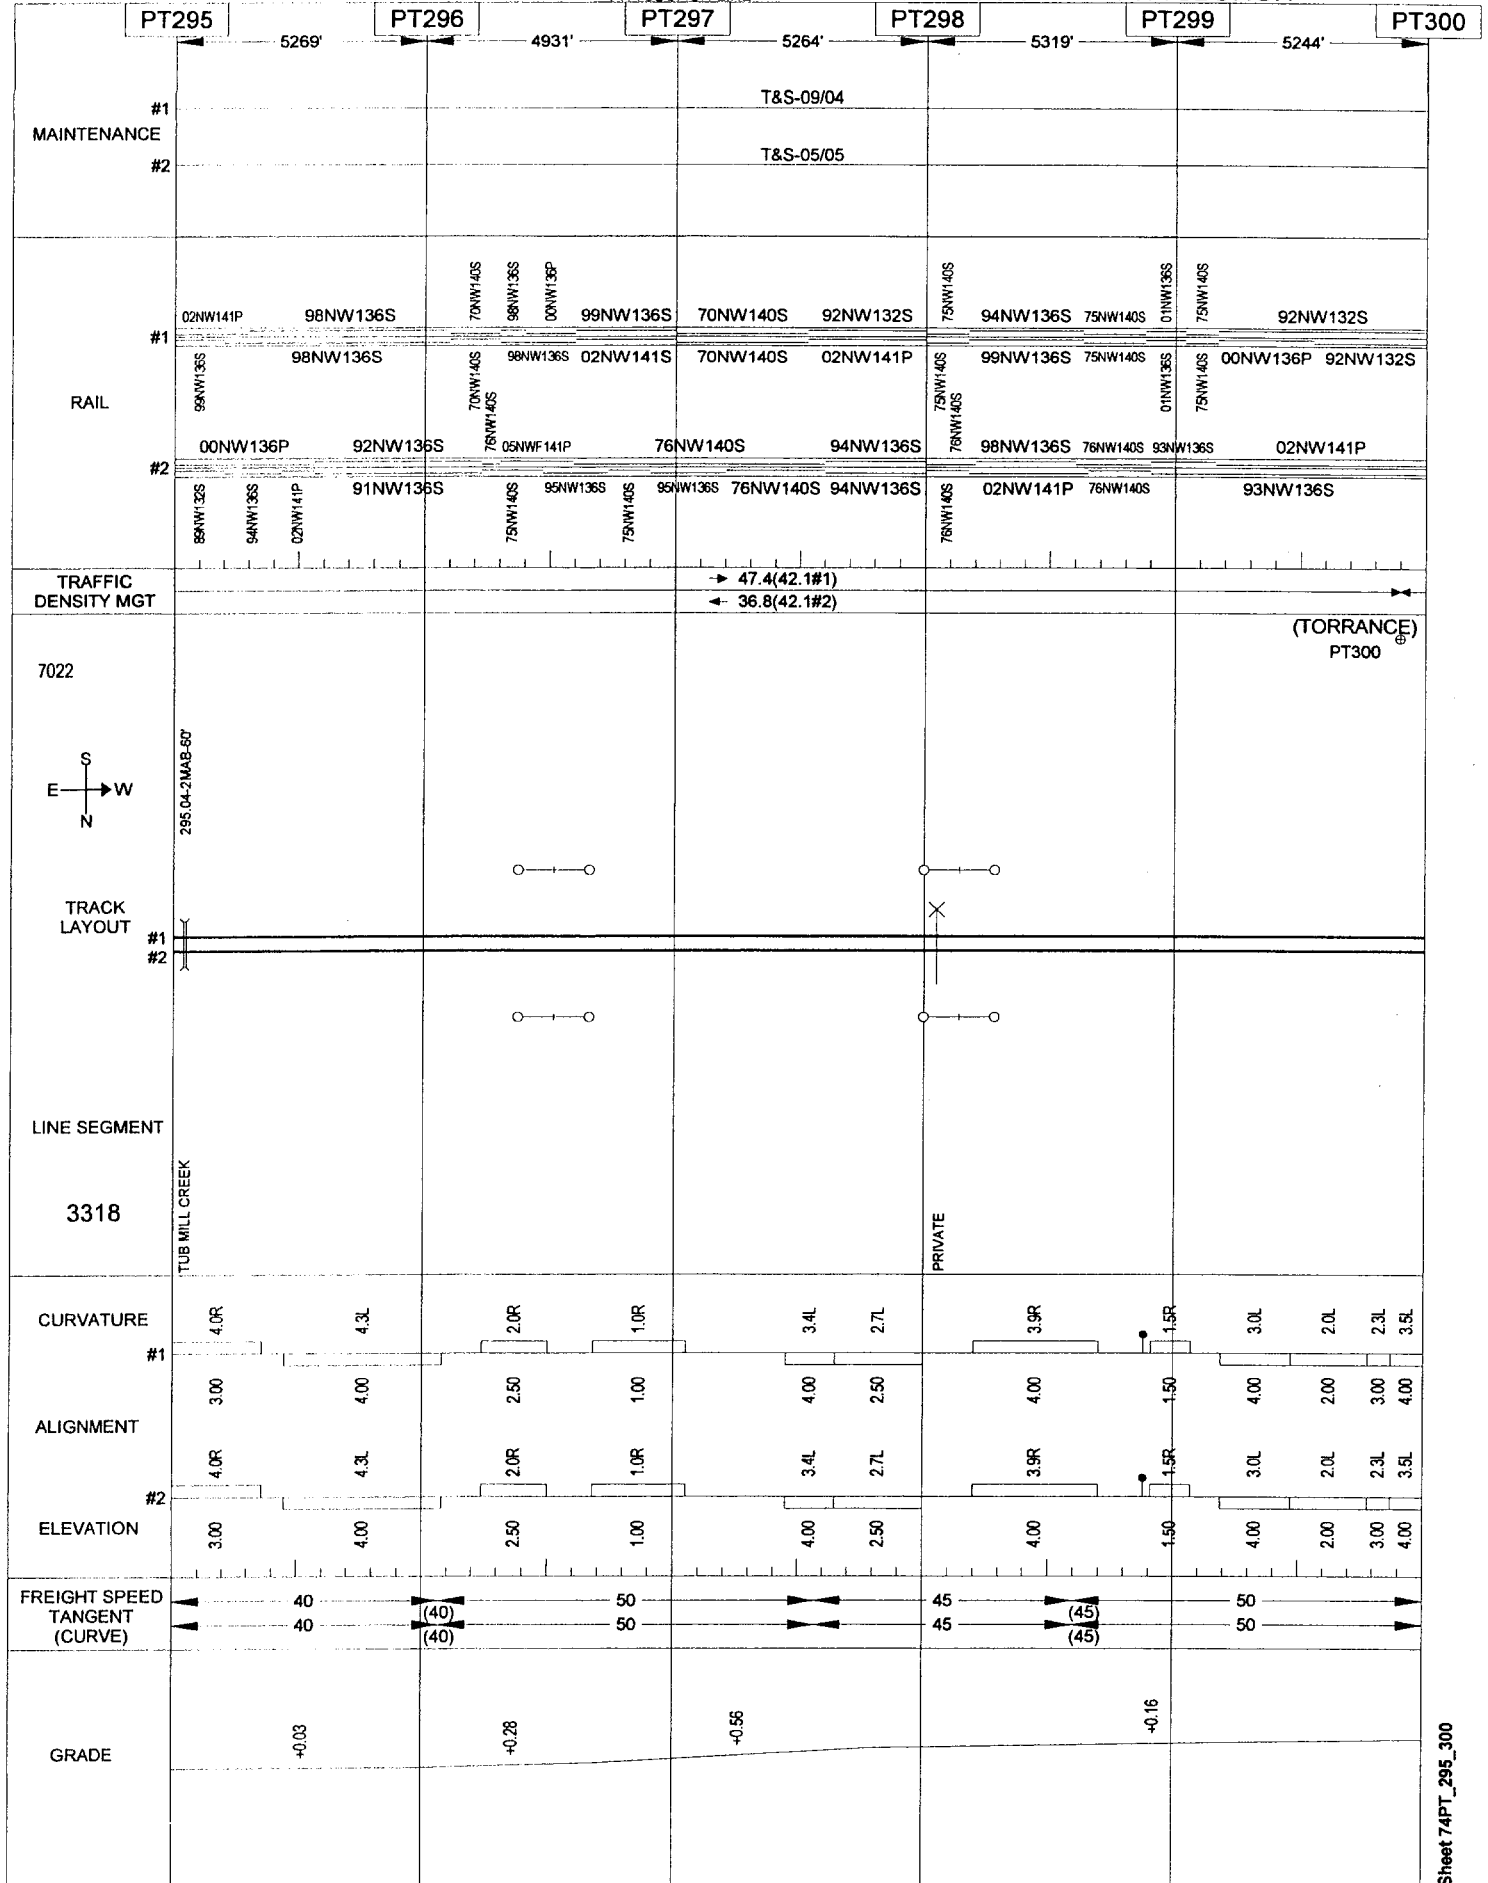 PT295 PT296 PT297 PT298 PT299 PT300
5269' 4931' 5264' 5319' 5244'
T&S-09/04
#1
MAINTENANCE
T&S-05/05
#2
70NW140S 98NW136S 00NW136P 75NW140S 01NW136S 75NW140S
02NW141P 98NW136S 99NW136S 70NW140S 92NW132S 94NW136S 75NW140S 92NW132S
#1
98NW136S 98NW136S 02NW141S 70NW140S 02NW141P 99NW136S 75NW140S 00NW136P 92NW132S
99NW136S 70NW140S 75NW140S 01NW136S 75NW140S
RAIL
76NW140S 76NW140S
00NW136P 92NW136S 05NWF141P 76NW140S 94NW136S 98NW136S 76NW140S 93NW136S 02NW141P
#2
91NW136S 95NW136S 95NW136S 76NW140S 94NW136S 02NW141P 76NW140S 93NW136S
89NW132S 94NW136S 02NW141P 75NW140S 75NW140S 76NW140S
TRAFFIC
DENSITY MGT
47.4(42.1#1)
36.8(42.1#2)
(TORRANCE)
PT300
7022
295.04-2MAB-60'
S
E W
N
TRACK
LAYOUT
#1
#2
LINE SEGMENT
3318
TUB MILL CREEK
PRIVATE
CURVATURE
4.0R 4.3L 2.0R 1.0R 3.4L 2.7L 3.9R 1.5R 3.0L 2.0L 2.3L 3.5L
#1
3.00 4.00 2.50 1.00 4.00 2.50 4.00 1.50 4.00 2.00 3.00 4.00
ALIGNMENT
4.0R 4.3L 2.0R 1.0R 3.4L 2.7L 3.9R 1.5R 3.0L 2.0L 2.3L 3.5L
#2
ELEVATION
3.00 4.00 2.50 1.00 4.00 2.50 4.00 1.50 4.00 2.00 3.00 4.00
FREIGHT SPEED
TANGENT
(CURVE)
40 (40) 50 45 (45) 50
40 (40) 50 45 (45) 50
GRADE
+0.03 +0.28 +0.56 +0.16
Sheet 74PT_295_300